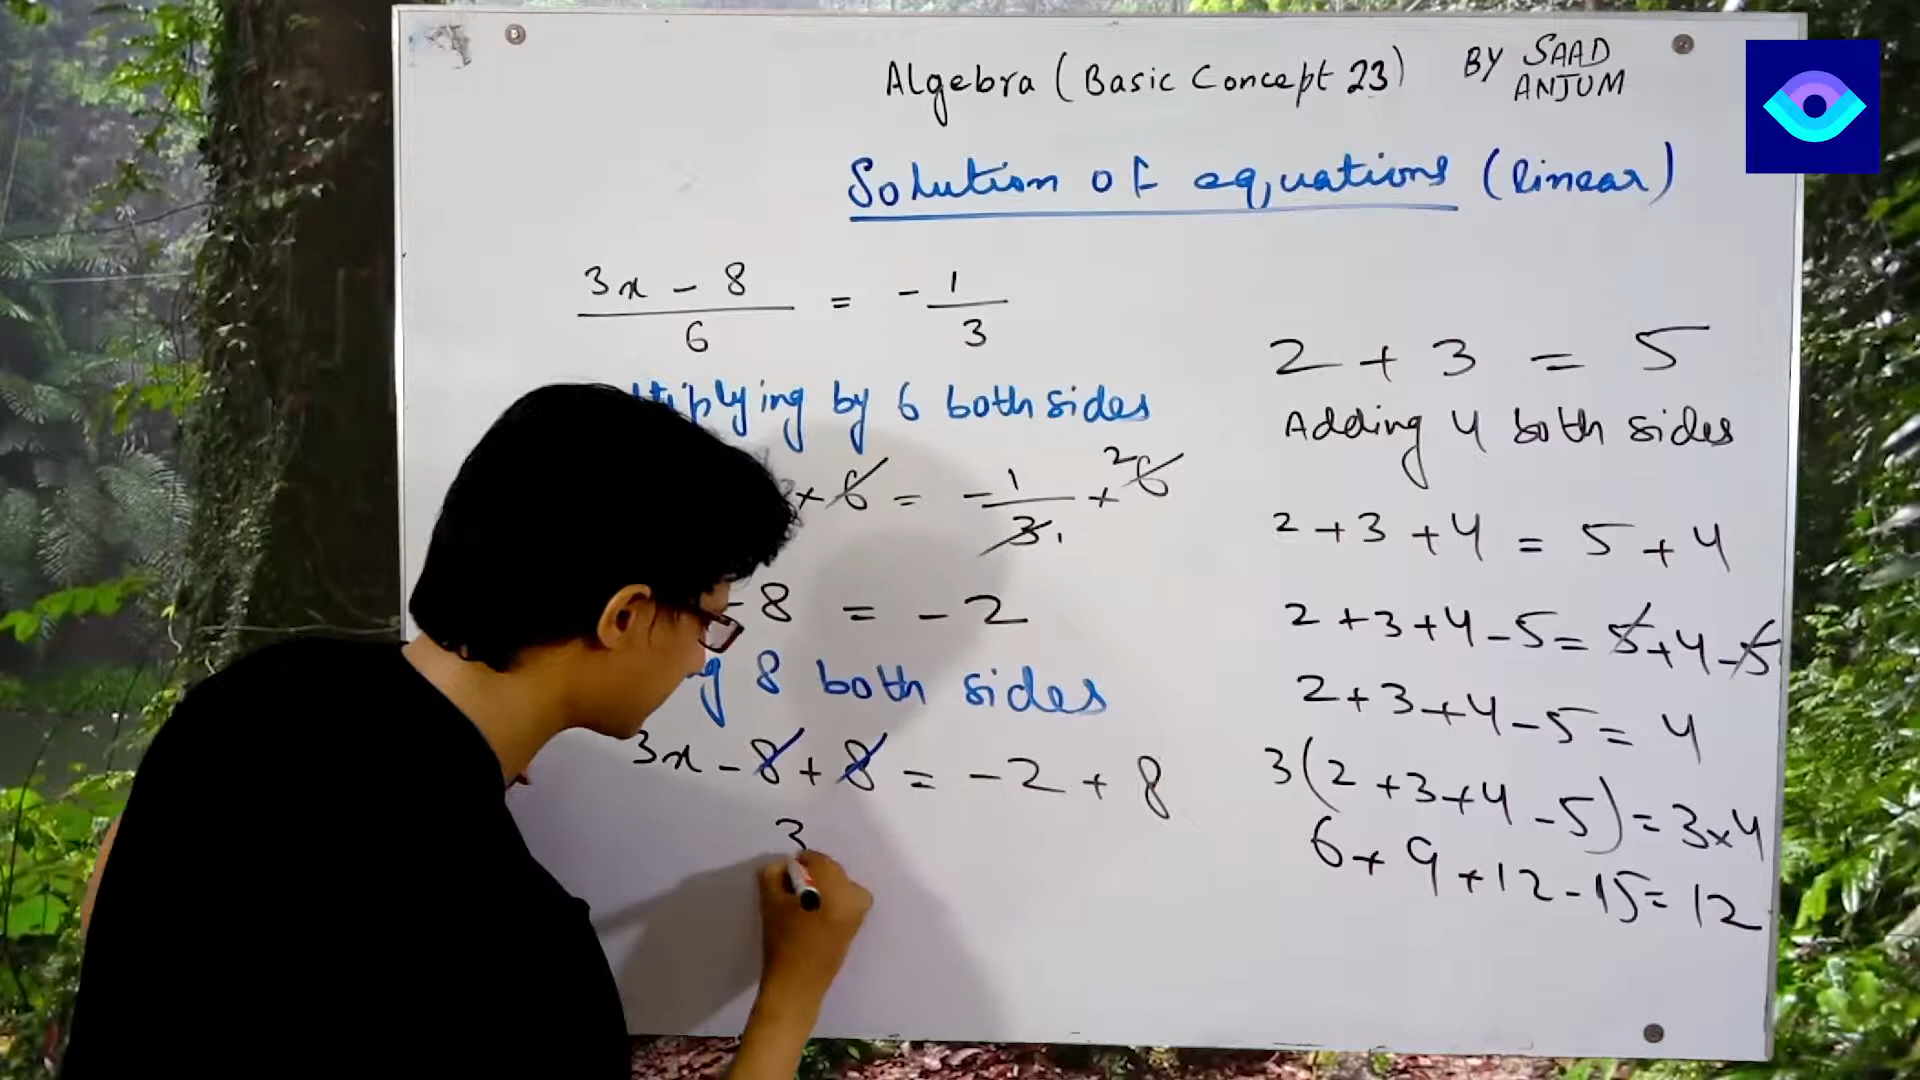 Algebra (Basic Concept 23) BY SAAD ANJUM
Solution of equations (linear)
3x - 8 / 6 = - 1 / 3
by 6 both sides
× 6 = - 1 / 3 1 × 2 6
- 8 = - 2
8 both sides
3x - 8 + 8 = - 2 + 8
3
2 + 3 = 5
Adding 4 both sides
2 + 3 + 4 = 5 + 4
2 + 3 + 4 - 5 = 5 + 4 - 5
2 + 3 + 4 - 5 = 4
3(2 + 3 + 4 - 5) = 3 × 4
6 + 9 + 12 - 15 = 12